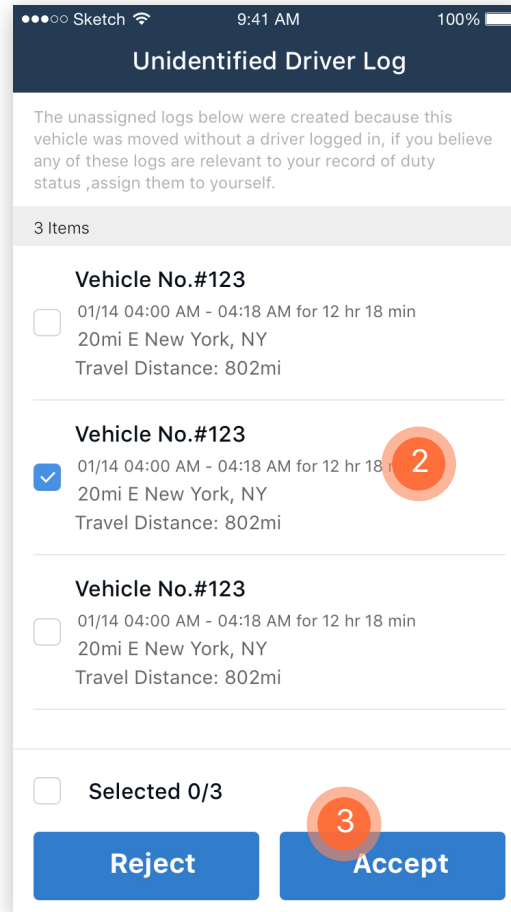 Sketch 9:41 AM 100%
Unidentified Driver Log
The unassigned logs below were created because this
vehicle was moved without a driver logged in, if you believe
any of these logs are relevant to your record of duty
status ,assign them to yourself.
3 Items
Vehicle No.#123
01/14 04:00 AM - 04:18 AM for 12 hr 18 min
20mi E New York, NY
Travel Distance: 802mi
Vehicle No.#123
01/14 04:00 AM - 04:18 AM for 12 hr 18 min
2
20mi E New York, NY
Travel Distance: 802mi
Vehicle No.#123
01/14 04:00 AM - 04:18 AM for 12 hr 18 min
20mi E New York, NY
Travel Distance: 802mi
Selected 0/3
3
Reject Accept